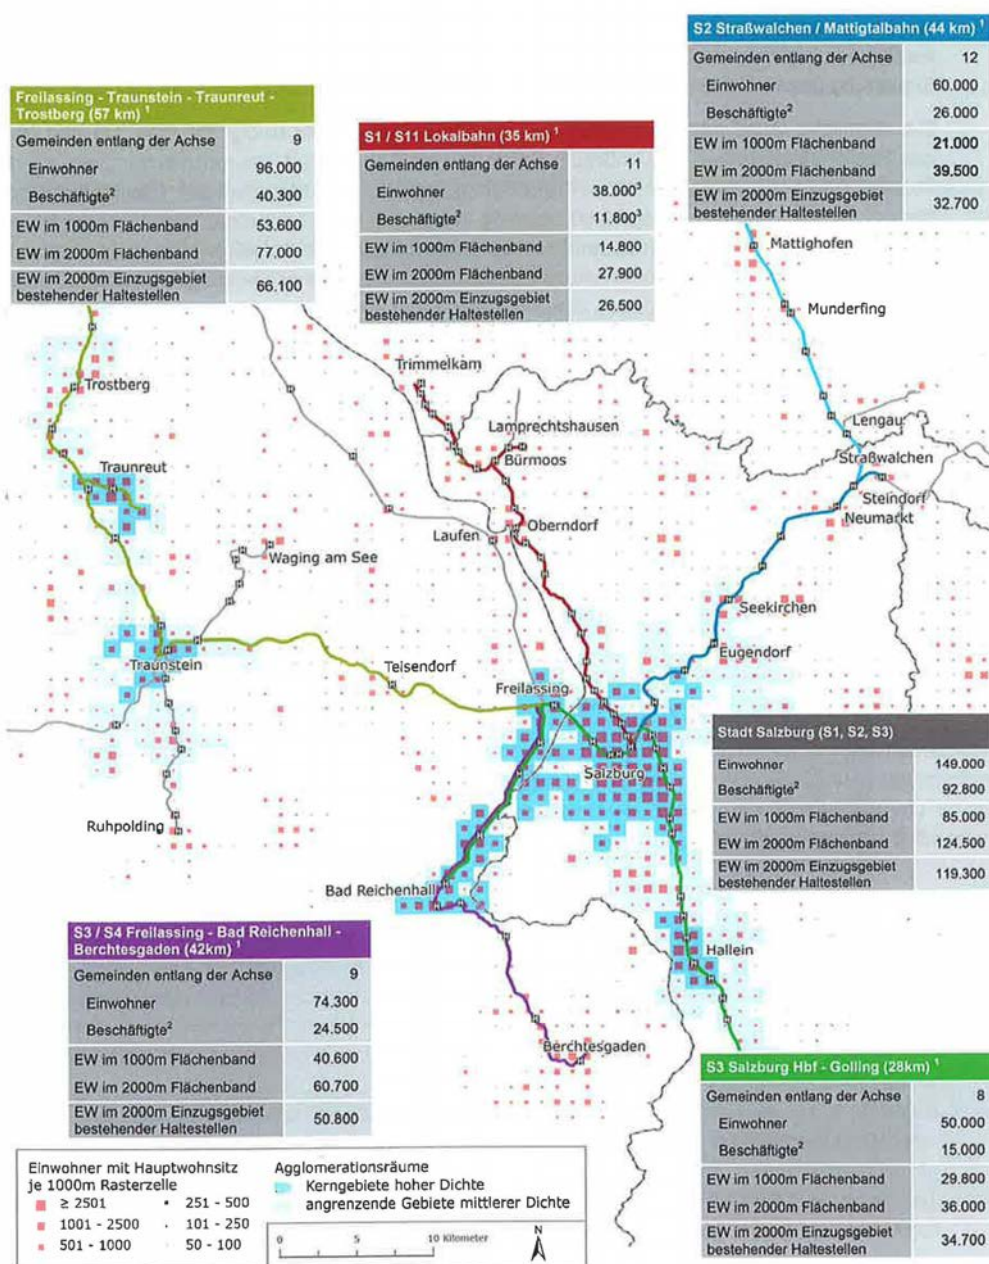 S2 Straßwalchen / Mattigtalbahn (44 km) ¹
Gemeinden entlang der Achse 12
Einwohner 60.000
Beschäftigte² 26.000
EW im 1000m Flächenband 21.000
EW im 2000m Flächenband 39.500
EW im 2000m Einzugsgebiet
bestehender Haltestellen 32.700
Freilassing - Traunstein - Traunreut -
Trostberg (57 km) ¹
Gemeinden entlang der Achse 9
Einwohner 96.000
Beschäftigte² 40.300
EW im 1000m Flächenband 53.600
EW im 2000m Flächenband 77.000
EW im 2000m Einzugsgebiet
bestehender Haltestellen 66.100
S1 / S11 Lokalbahn (35 km) ¹
Gemeinden entlang der Achse 11
Einwohner 38.000³
Beschäftigte² 11.800³
EW im 1000m Flächenband 14.800
EW im 2000m Flächenband 27.900
EW im 2000m Einzugsgebiet
bestehender Haltestellen 26.500
Mattighofen
Munderfing
Trimmelkam
Trostberg
Lengau
Lamprechtshausen
Straßwalchen
Bürmoos
Traunreut
Steindorf
Neumarkt
Oberndorf
Laufen
Waging am See
Seekirchen
Eugendorf
Traunstein
Teisendorf
Freilassing
Salzburg
Ruhpolding
Bad Reichenhall
Hallein
Berchtesgaden
Stadt Salzburg (S1, S2, S3)
Einwohner 149.000
Beschäftigte² 92.800
EW im 1000m Flächenband 85.000
EW im 2000m Flächenband 124.500
EW im 2000m Einzugsgebiet
bestehender Haltestellen 119.300
S3 / S4 Freilassing - Bad Reichenhall -
Berchtesgaden (42km) ¹
Gemeinden entlang der Achse 9
Einwohner 74.300
Beschäftigte² 24.500
EW im 1000m Flächenband 40.600
EW im 2000m Flächenband 60.700
EW im 2000m Einzugsgebiet
bestehender Haltestellen 50.800
S3 Salzburg Hbf - Golling (28km) ¹
Gemeinden entlang der Achse 8
Einwohner 50.000
Beschäftigte² 15.000
EW im 1000m Flächenband 29.800
EW im 2000m Flächenband 36.000
EW im 2000m Einzugsgebiet
bestehender Haltestellen 34.700
Einwohner mit Hauptwohnsitz
je 1000m Rasterzelle
≥ 2501
1001 - 2500
501 - 1000
251 - 500
101 - 250
50 - 100
Agglomerationsräume
Kerngebiete hoher Dichte
angrenzende Gebiete mittlerer Dichte
0 5 10 Kilometer
N